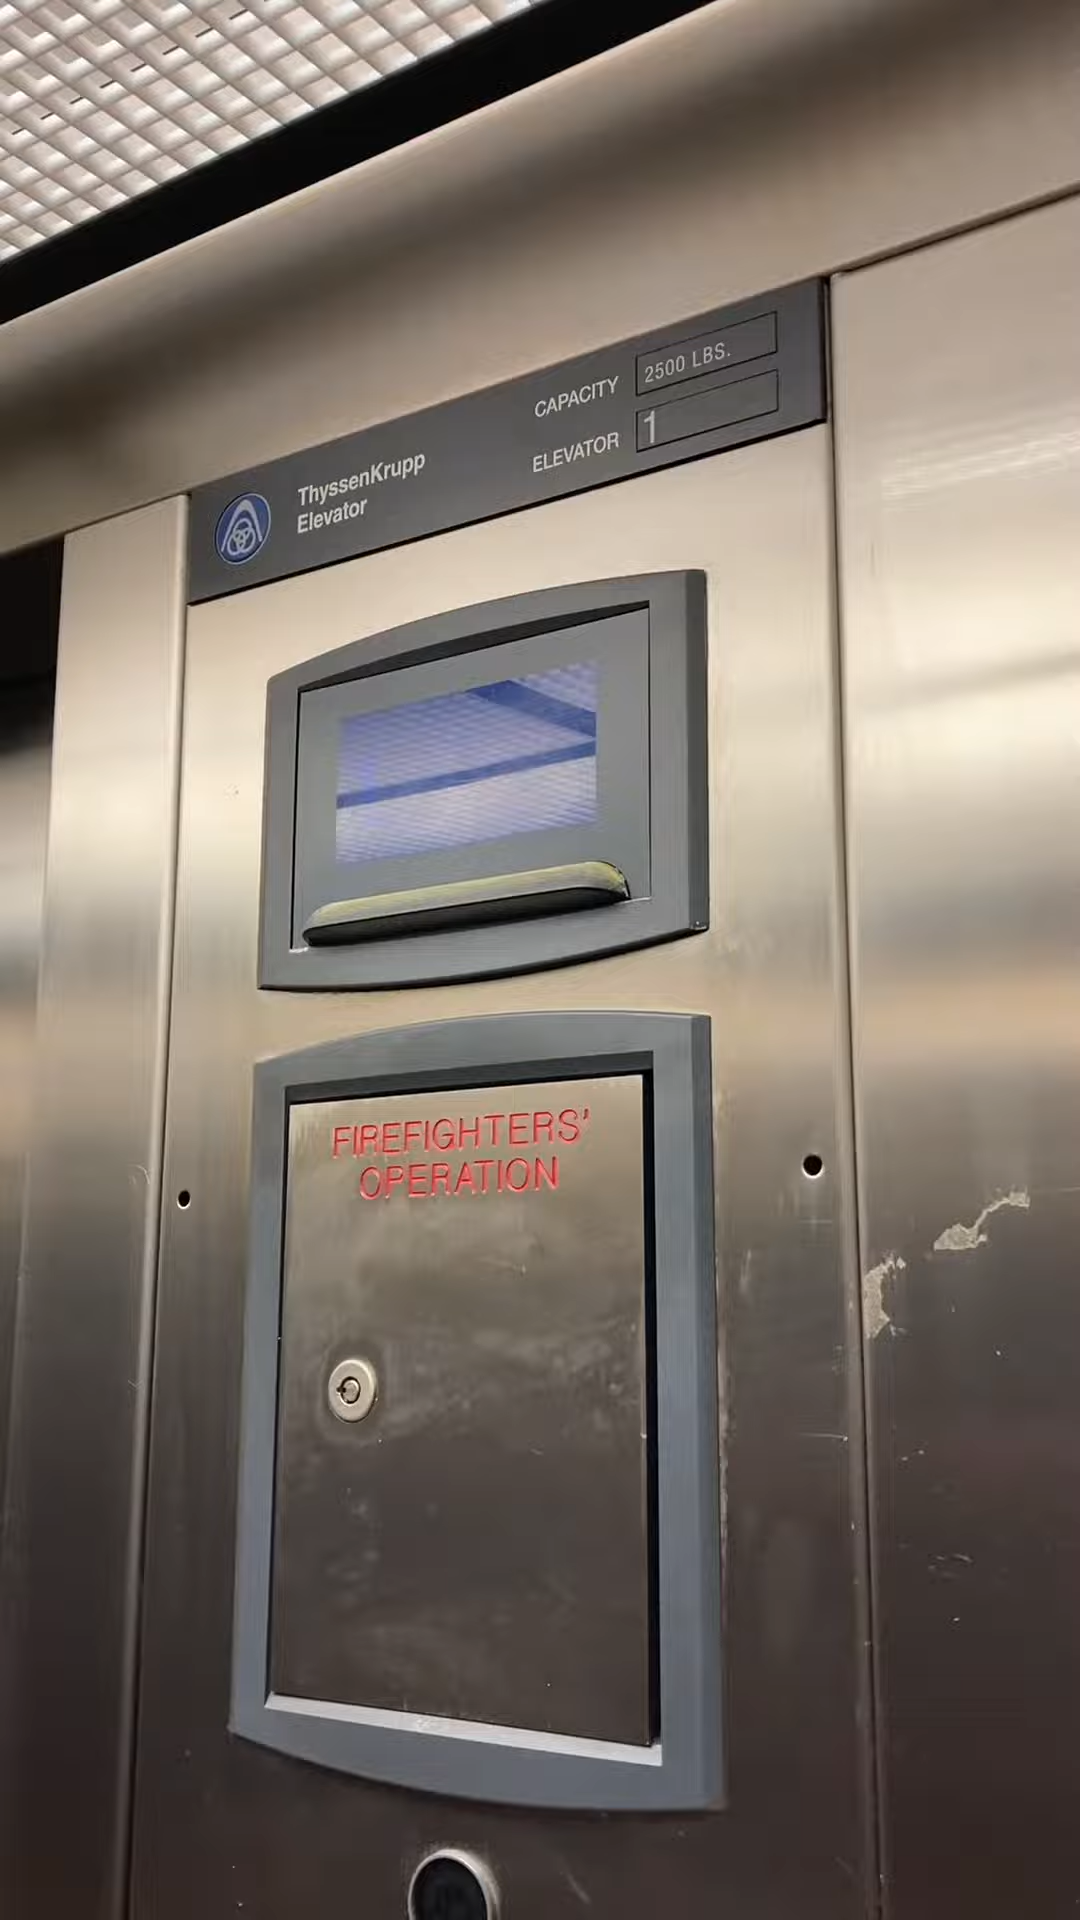 CAPACITY 2500 LBS.
ELEVATOR 1
ThyssenKrupp
Elevator
FIREFIGHTERS'
OPERATION